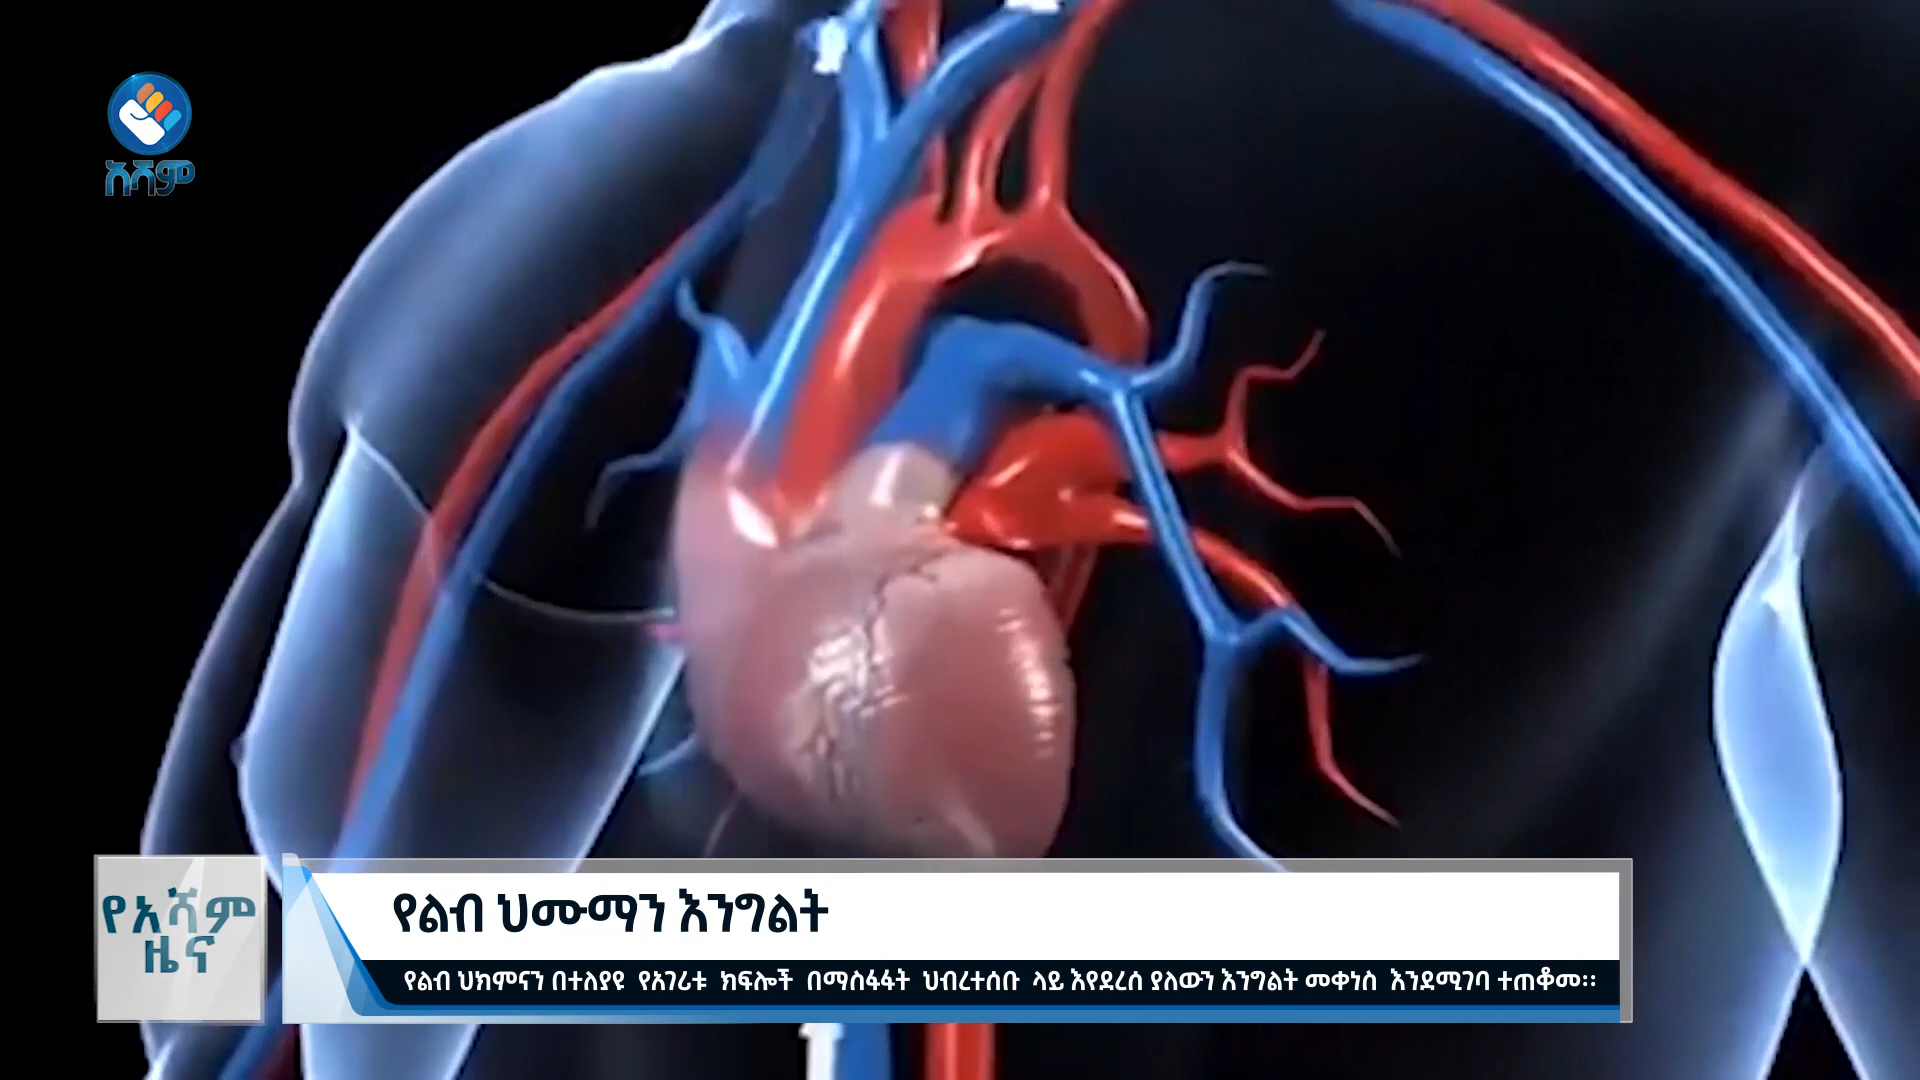 አሻም
የልብ ህሙማን እንግልት
የአሻም
ዜና
የልብ ህክምናን በተለያዩ የአገሪቱ ክፍሎች በማስፋፋት ህብረተሰቡ ላይ እየደረሰ ያለውን እንግልት መቀነስ እንደሚገባ ተጠቆመ፡፡